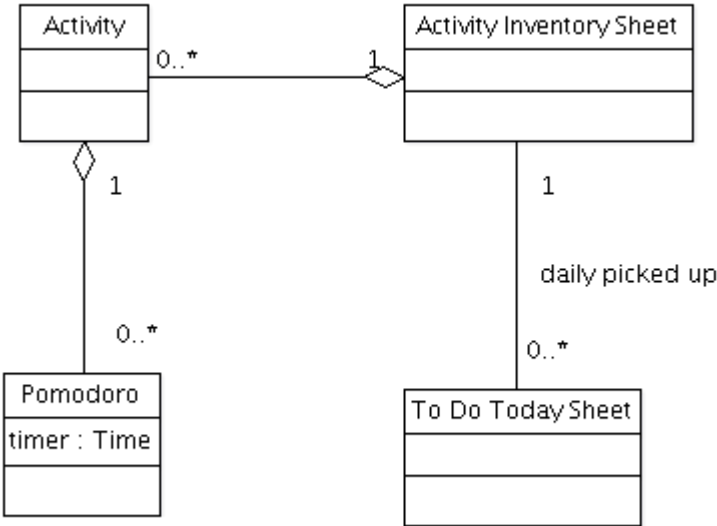 Activity
Activity Inventory Sheet
0..*
1
1
1
daily picked up
0..*
0..*
Pomodoro
timer : Time
To Do Today Sheet